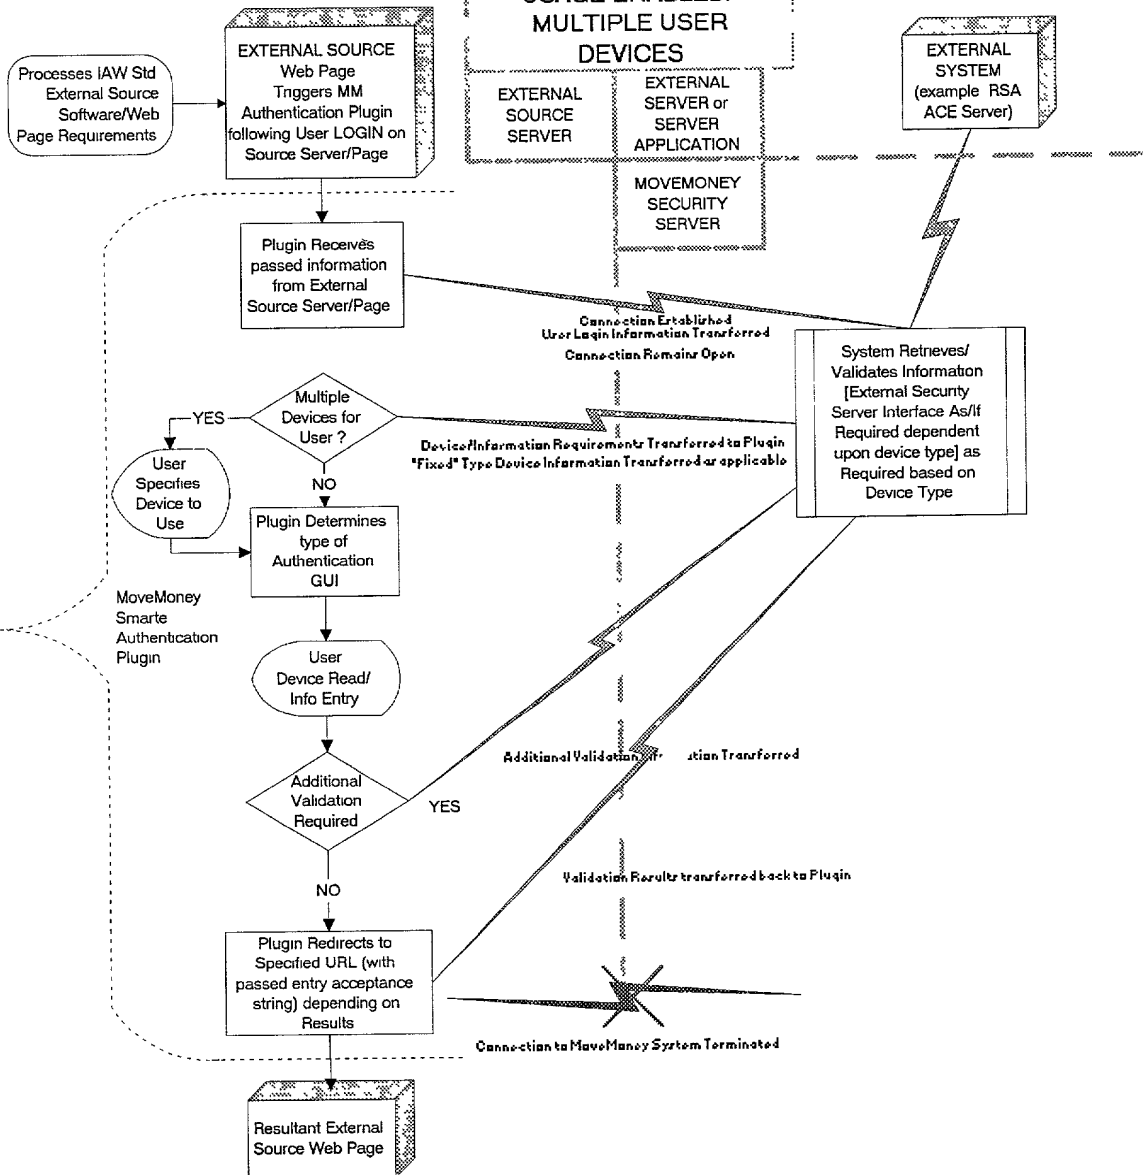 MULTIPLE USER
DEVICES
EXTERNAL SOURCE
Web Page
Triggers MM
Authentication Plugin
following User LOGIN on
Source Server/Page
Processes IAW Std
External Source
Software/Web
Page Requirements
EXTERNAL
SOURCE
SERVER
EXTERNAL
SERVER or
SERVER
APPLICATION
EXTERNAL
SYSTEM
(example RSA
ACE Server)
MOVEMONEY
SECURITY
SERVER
Plugin Receives
passed information
from External
Source Server/Page
Connection Established
User Login Information Transferred
Connection Remains Open
System Retrieves/
Validates Information
[External Security
Server Interface As/If
Required dependent
upon device type] as
Required based on
Device Type
Multiple
Devices for
User ?
YES
NO
Device/Information Requirements Transferred to Plugin
"Fixed" Type Device Information Transferred as applicable
User
Specifies
Device to
Use
Plugin Determines
type of
Authentication
GUI
MoveMoney
Smarte
Authentication
Plugin
User
Device Read/
Info Entry
Additional Validation Transferred
Additional
Validation
Required
YES
NO
Validation Results transferred back to Plugin
Plugin Redirects to
Specified URL (with
passed entry acceptance
string) depending on
Results
Connection to MoveMoney System Terminated
Resultant External
Source Web Page